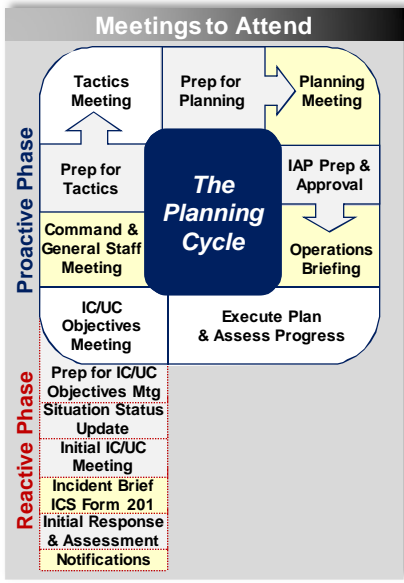 Meetings to Attend
Proactive Phase
Reactive Phase
Tactics
Meeting
Prep for
Planning
Planning
Meeting
Prep for
Tactics
The
Planning
Cycle
IAP Prep &
Approval
Command &
General Staff
Meeting
Operations
Briefing
IC/UC
Objectives
Meeting
Execute Plan
& Assess Progress
Prep for IC/UC
Objectives Mtg
Situation Status
Update
Initial IC/UC
Meeting
Incident Brief
ICS Form 201
Initial Response
& Assessment
Notifications